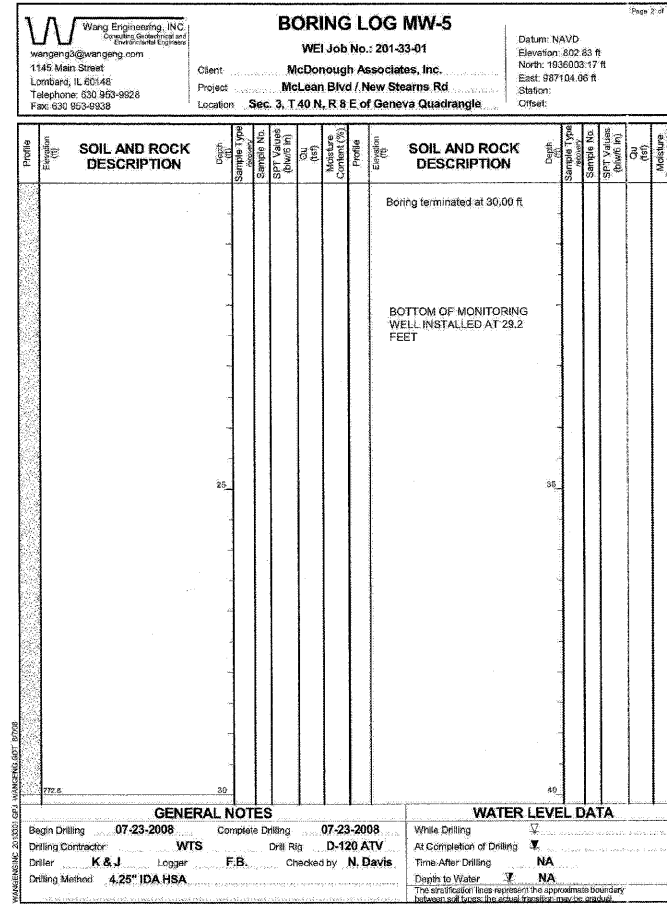 Page 2 of
Wang Engineering, INC.
Consulting Geotechnical and
Environmental Engineers
wangeng3@wangeng.com
1145 Main Street
Lombard, IL 60148
Telephone: 630 953-9928
Fax: 630 953-9938
BORING LOG MW-5
WEI Job No.: 201-33-01
Client McDonough Associates, Inc.
Project McLean Blvd / New Stearns Rd
Location Sec. 3, T 40 N, R 8 E of Geneva Quadrangle
Datum: NAVD
Elevation: 802.83 ft
North: 1936003.17 ft
East: 987104.06 ft
Station:
Offset:
Profile
Elevation (ft)
SOIL AND ROCK
DESCRIPTION
Depth (ft)
Sample Type
recovery
Sample No.
SPT Values
(blw/6 in)
Qu
(tsf)
Moisture
Content (%)
Profile
Elevation (ft)
SOIL AND ROCK
DESCRIPTION
Depth (ft)
Sample Type
recovery
Sample No.
SPT Values
(blw/6 in)
Qu
(tsf)
Moisture
Boring terminated at 30.00 ft
BOTTOM OF MONITORING
WELL INSTALLED AT 29.2
FEET
25
35
772.8
30
40
GENERAL NOTES
Begin Drilling 07-23-2008 Complete Drilling 07-23-2008
Drilling Contractor WTS Drill Rig D-120 ATV
Driller K & J Logger F.B. Checked by N. Davis
Drilling Method 4.25" IDA HSA
WATER LEVEL DATA
While Drilling
At Completion of Drilling
Time After Drilling NA
Depth to Water NA
The stratification lines represent the approximate boundary
between soil types; the actual transition may be gradual.